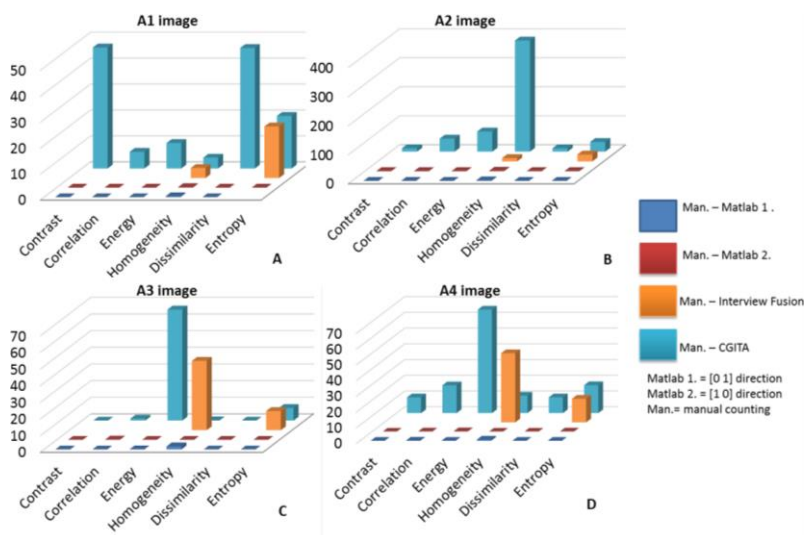 A1 image
50
40
30
20
10
0
Contrast
Correlation
Energy
Homogeneity
Dissimilarity
Entropy
A
A2 image
400
300
200
100
0
Contrast
Correlation
Energy
Homogeneity
Dissimilarity
Entropy
B
A3 image
70
60
50
40
30
20
10
0
Contrast
Correlation
Energy
Homogeneity
Dissimilarity
Entropy
C
A4 image
70
60
50
40
30
20
10
0
Contrast
Correlation
Energy
Homogeneity
Dissimilarity
Entropy
D
Man. – Matlab 1 .
Man. – Matlab 2.
Man. – Interview Fusion
Man. – CGITA
Matlab 1. = [0 1] direction
Matlab 2. = [1 0] direction
Man.= manual counting